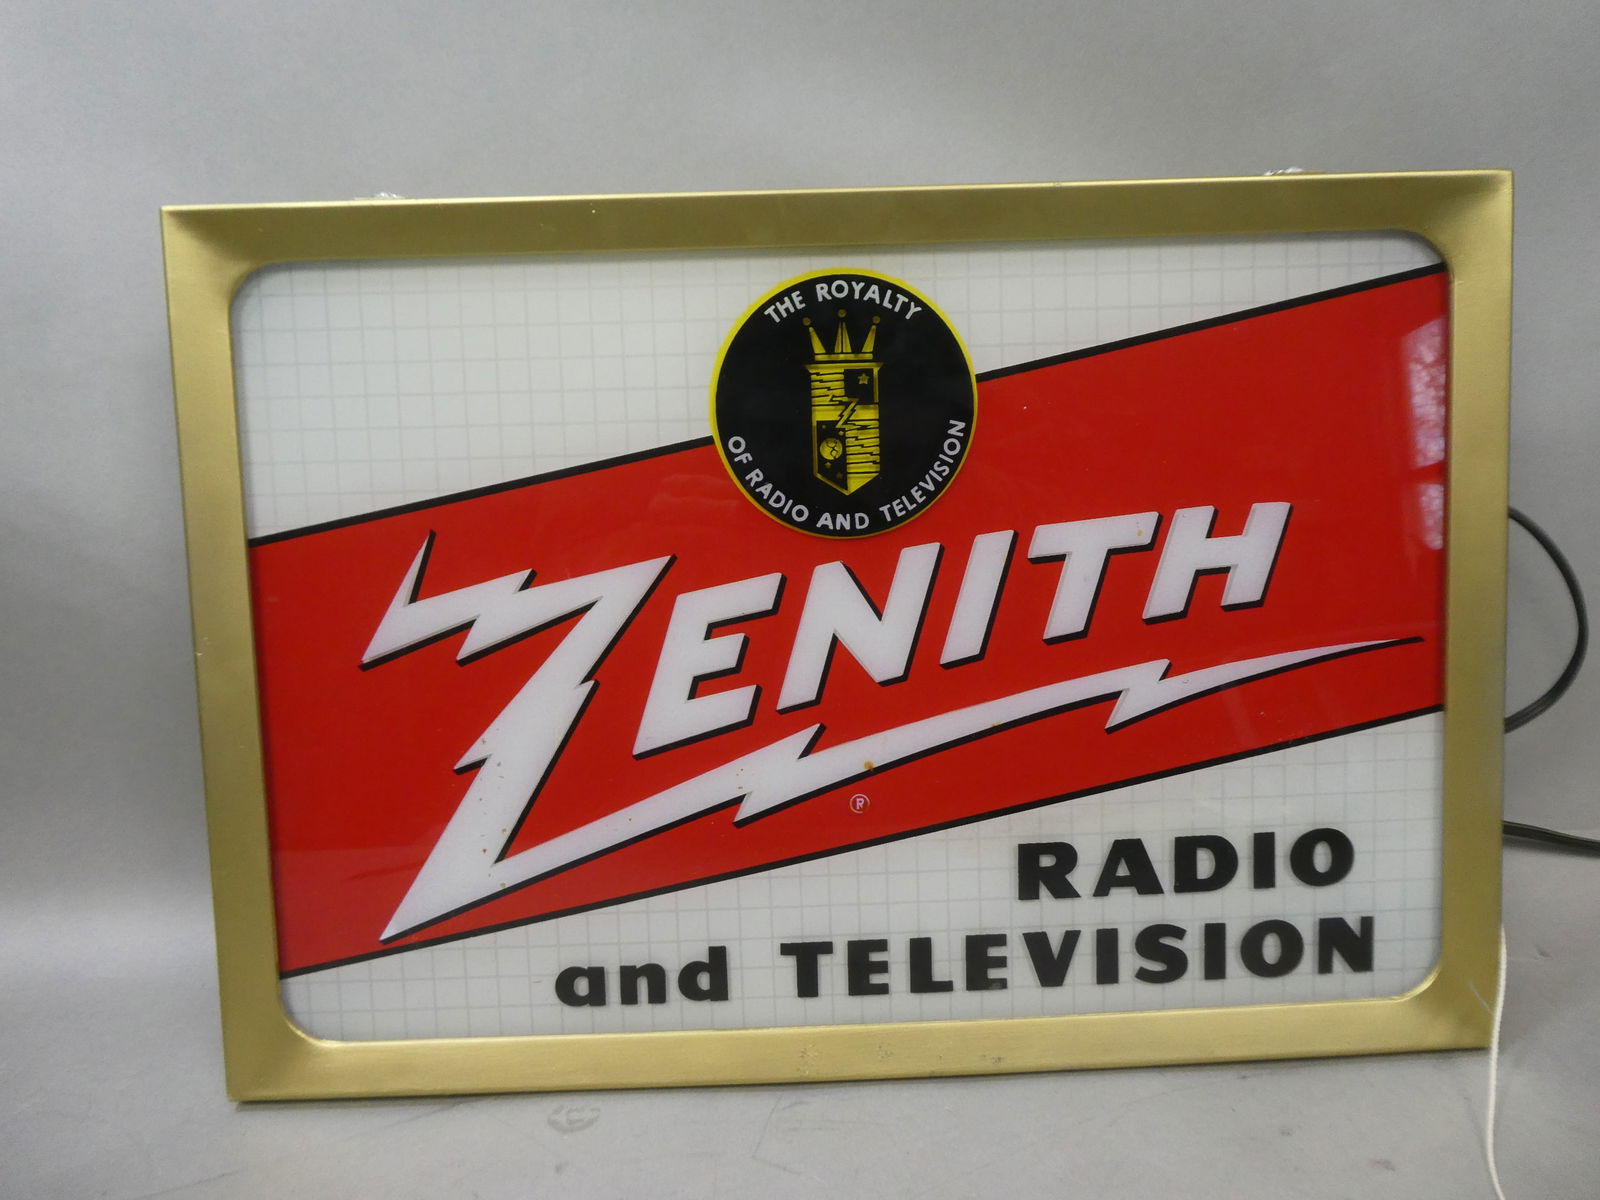 THE ROYALTY
OF RADIO AND TELEVISION
ZENITH
®
RADIO
and TELEVISION